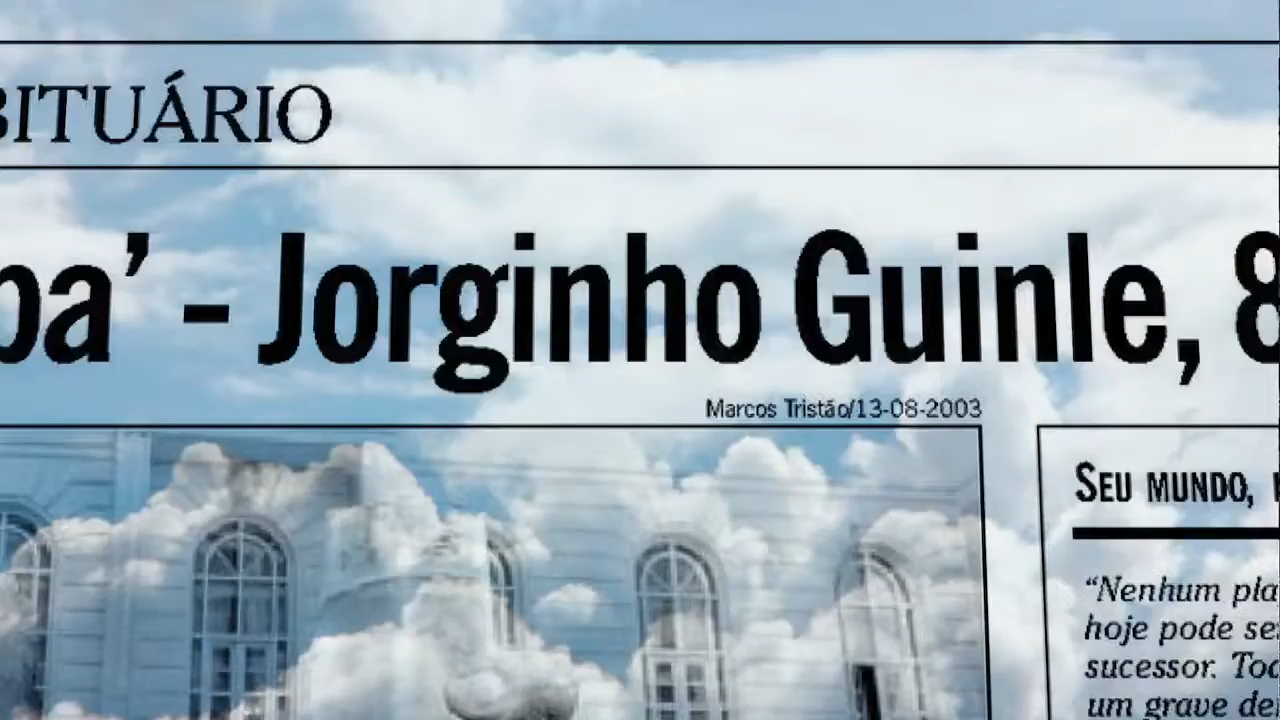 BITUÁRIO
pa’ – Jorginho Guinle, 8
Marcos Tristão/13-08-2003
SEU MUNDO,
“Nenhum pla
hoje pode se
sucessor. Toc
um grave de